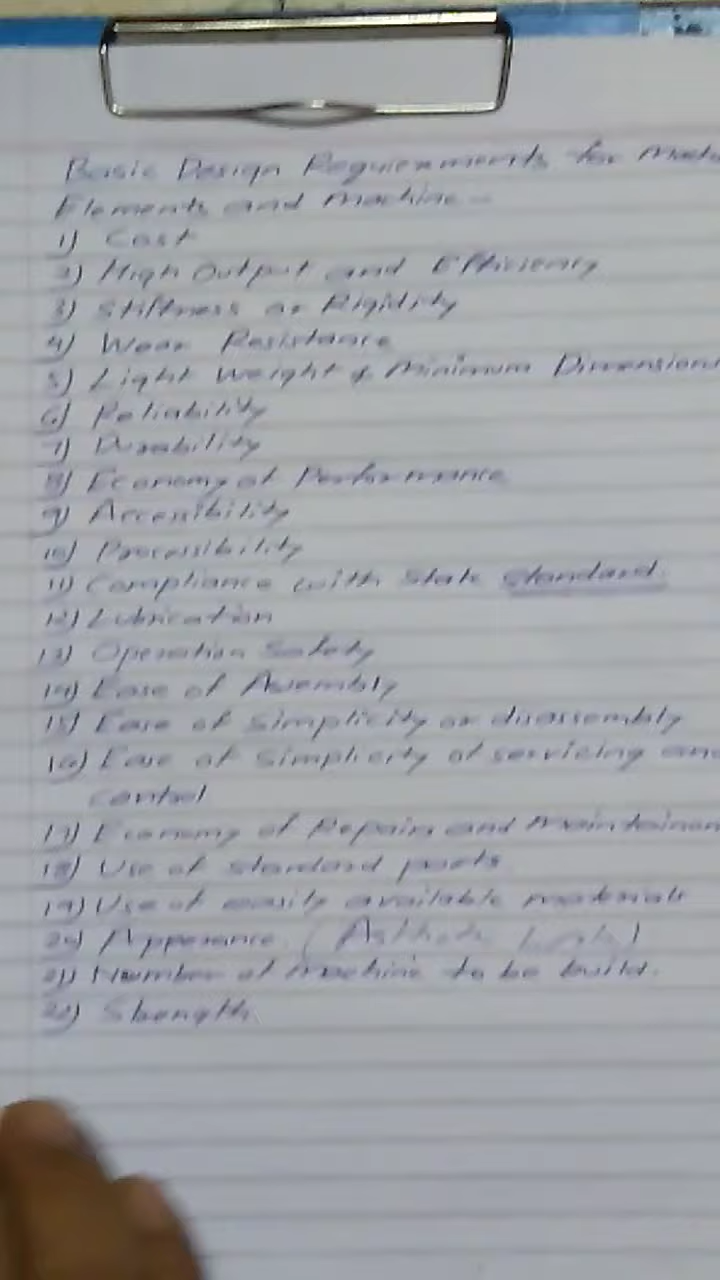 Basic Design Requierments for Mach
Elements and Machine -
1) Cost
2) High Output and Efficiency
3) Stiffness or Rigidity
4) Wear Resistance
5) Light Weight & Minimum Dimensions
6) Reliability
7) Durability
8) Economy of Performance
9) Accessibility
10) Processibility
11) Compliance with State Standard.
12) Lubrication
13) Operation Safety
14) Ease of Assembly
15) Ease of simplicity or disassembly
16) Ease of Simplicity of servicing and
control
17) Economy of Repairs and Maintainen
18) Use of standard parts
19) Use of easily available materials
20) Apperance (
21) Number of Machine to be build.
22) Strength